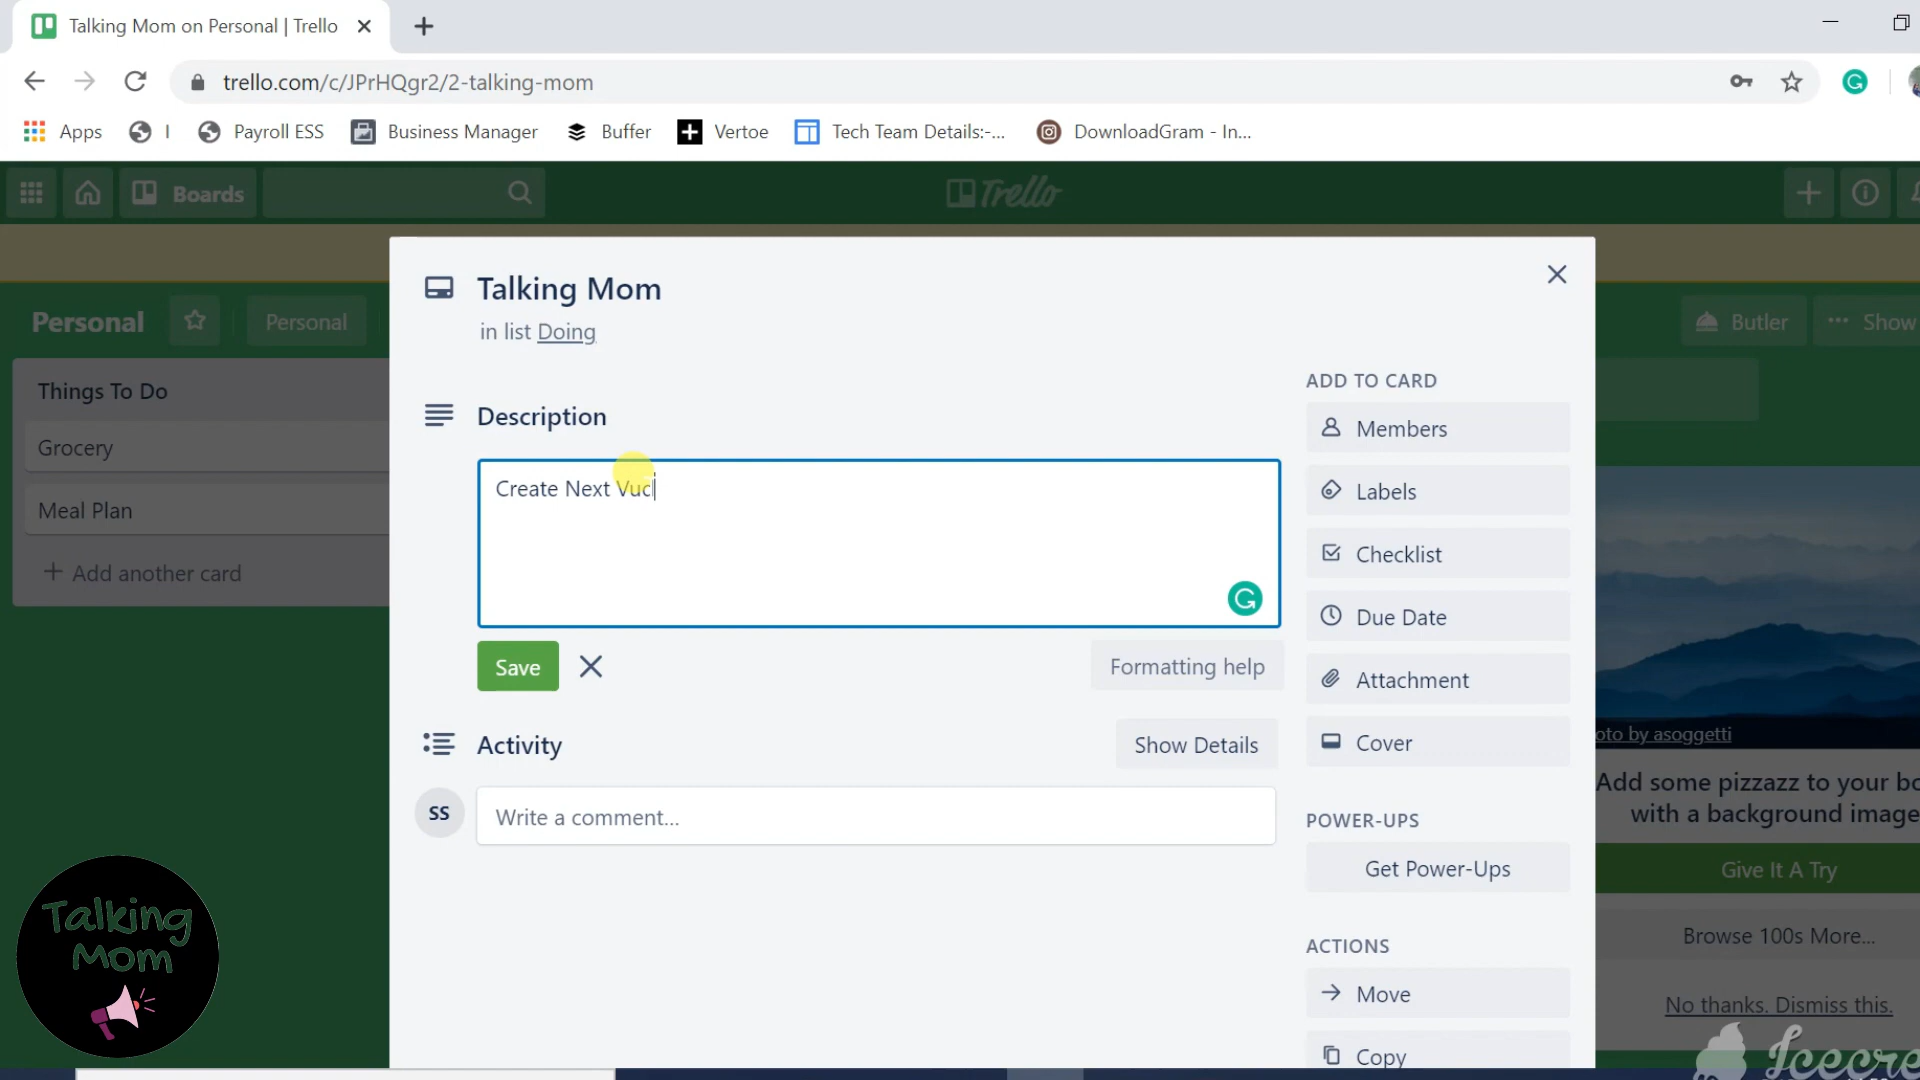 Talking Mom on Personal | Trello
trello.com/c/JPrHQgr2/2-talking-mom
Apps
I
Payroll ESS
Business Manager
Buffer
Vertoe
Tech Team Details:-...
DownloadGram - In...
Boards
Trello
Personal
Personal
Butler
Show
Things To Do
Grocery
Meal Plan
Add another card
Talking Mom
in list Doing
Description
Create Next Vuc
Save
Formatting help
Activity
Show Details
SS
Write a comment...
ADD TO CARD
Members
Labels
Checklist
Due Date
Attachment
Cover
POWER-UPS
Get Power-Ups
ACTIONS
Move
Copy
oto by asoggetti
Add some pizzazz to your bo
with a background image
Give It A Try
Browse 100s More...
No thanks. Dismiss this.
Icecre
Talking
Mom